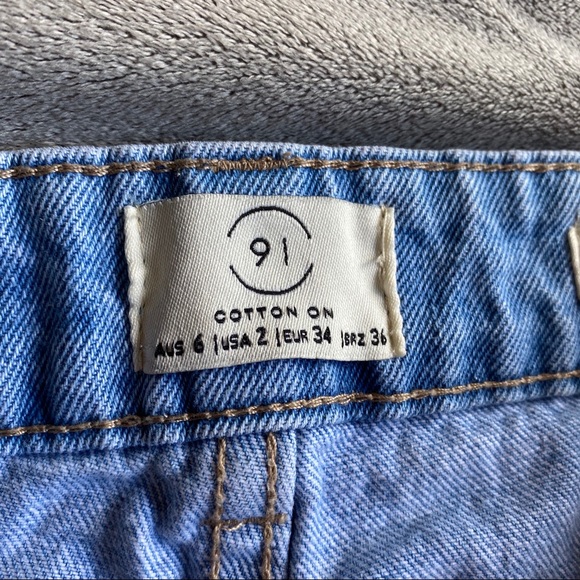 91
COTTON ON
AUS 6 | USA 2 | EUR 34 | BRZ 36